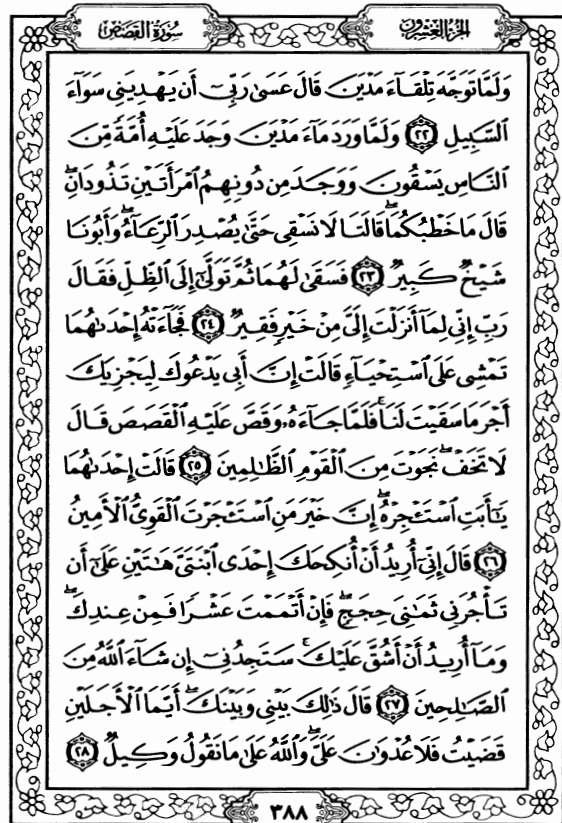 الجزء العشرون
سورة القصص
وَلَمَّا تَوَجَّهَ تِلْقَآءَ مَدْيَنَ قَالَ عَسَىٰ رَبِّىٓ أَن يَهْدِيَنِى سَوَآءَ
ٱلسَّبِيلِ ٢٢ وَلَمَّا وَرَدَ مَآءَ مَدْيَنَ وَجَدَ عَلَيْهِ أُمَّةً مِّنَ
ٱلنَّاسِ يَسْقُونَ وَوَجَدَ مِن دُونِهِمُ ٱمْرَأَتَيْنِ تَذُودَانِۖ
قَالَ مَا خَطْبُكُمَاۖ قَالَتَا لَا نَسْقِى حَتَّىٰ يُصْدِرَ ٱلرِّعَآءُۖ وَأَبُونَا
شَيْخٌ كَبِيرٌ ٢٣ فَسَقَىٰ لَهُمَا ثُمَّ تَوَلَّىٰٓ إِلَى ٱلظِّلِّ فَقَالَ
رَبِّ إِنِّى لِمَآ أَنزَلْتَ إِلَىَّ مِنْ خَيْرٍ فَقِيرٌ ٢٤ فَجَآءَتْهُ إِحْدَىٰهُمَا
تَمْشِى عَلَى ٱسْتِحْيَآءٍ قَالَتْ إِنَّ أَبِى يَدْعُوكَ لِيَجْزِيَكَ
أَجْرَ مَا سَقَيْتَ لَنَاۚ فَلَمَّا جَآءَهُۥ وَقَصَّ عَلَيْهِ ٱلْقَصَصَ قَالَ
لَا تَخَفْۖ نَجَوْتَ مِنَ ٱلْقَوْمِ ٱلظَّٰلِمِينَ ٢٥ قَالَتْ إِحْدَىٰهُمَا
يَٰٓأَبَتِ ٱسْتَـْٔجِرْهُۖ إِنَّ خَيْرَ مَنِ ٱسْتَـْٔجَرْتَ ٱلْقَوِىُّ ٱلْأَمِينُ
٢٦ قَالَ إِنِّىٓ أُرِيدُ أَنْ أُنكِحَكَ إِحْدَى ٱبْنَتَىَّ هَٰتَيْنِ عَلَىٰٓ أَن
تَأْجُرَنِى ثَمَٰنِىَ حِجَجٍۖ فَإِنْ أَتْمَمْتَ عَشْرًا فَمِنْ عِندِكَۖ
وَمَآ أُرِيدُ أَنْ أَشُقَّ عَلَيْكَۚ سَتَجِدُنِىٓ إِن شَآءَ ٱللَّهُ مِنَ
ٱلصَّٰلِحِينَ ٢٧ قَالَ ذَٰلِكَ بَيْنِى وَبَيْنَكَۖ أَيَّمَا ٱلْأَجَلَيْنِ
قَضَيْتُ فَلَا عُدْوَٰنَ عَلَىَّۖ وَٱللَّهُ عَلَىٰ مَا نَقُولُ وَكِيلٌ ٢٨
٣٨٨